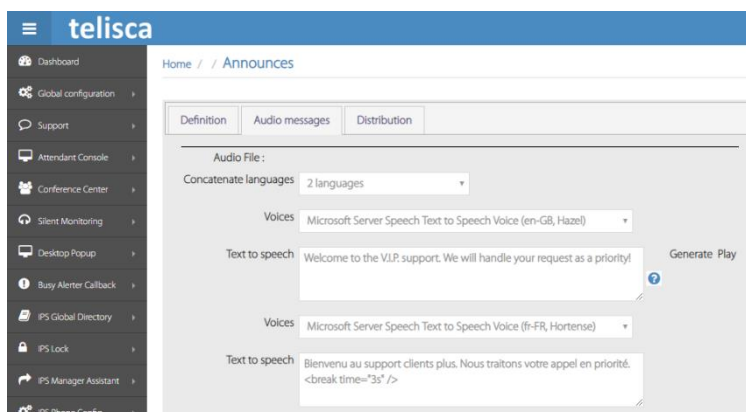 telisca
Dashboard
Global configuration
Support
Attendant Console
Conference Center
Silent Monitoring
Desktop Popup
Busy Alerter Callback
IPS Global Directory
IPS Lock
IPS Manager Assistant
IPS Phone Config
Home / / Announces
Definition Audio messages Distribution
Audio File :
Concatenate languages 2 languages
Voices Microsoft Server Speech Text to Speech Voice (en-GB, Hazel)
Text to speech Welcome to the V.I.P. support. We will handle your request as a priority! Generate Play
Voices Microsoft Server Speech Text to Speech Voice (fr-FR, Hortense)
Text to speech Bienvenu au support clients plus. Nous traitons votre appel en priorité.
<break time="3s" />